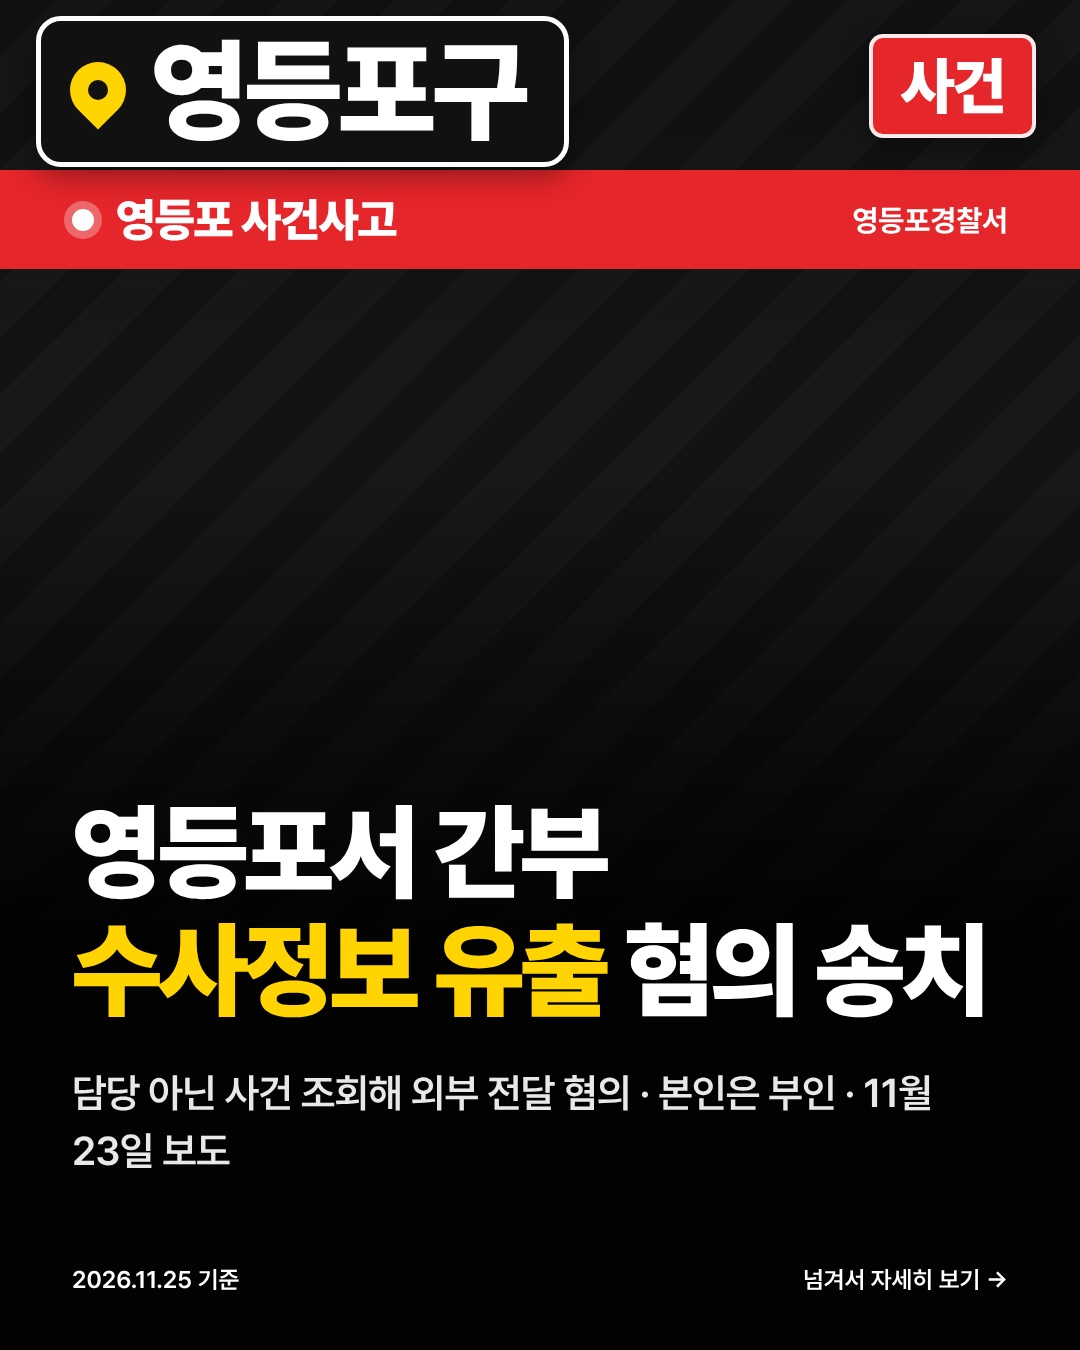 영등포구
사건
영등포 사건사고
영등포경찰서
영등포서 간부
수사정보 유출 혐의 송치
담당 아닌 사건 조회해 외부 전달 혐의 · 본인은 부인 · 11월
23일 보도
2026.11.25 기준
넘겨서 자세히 보기 →